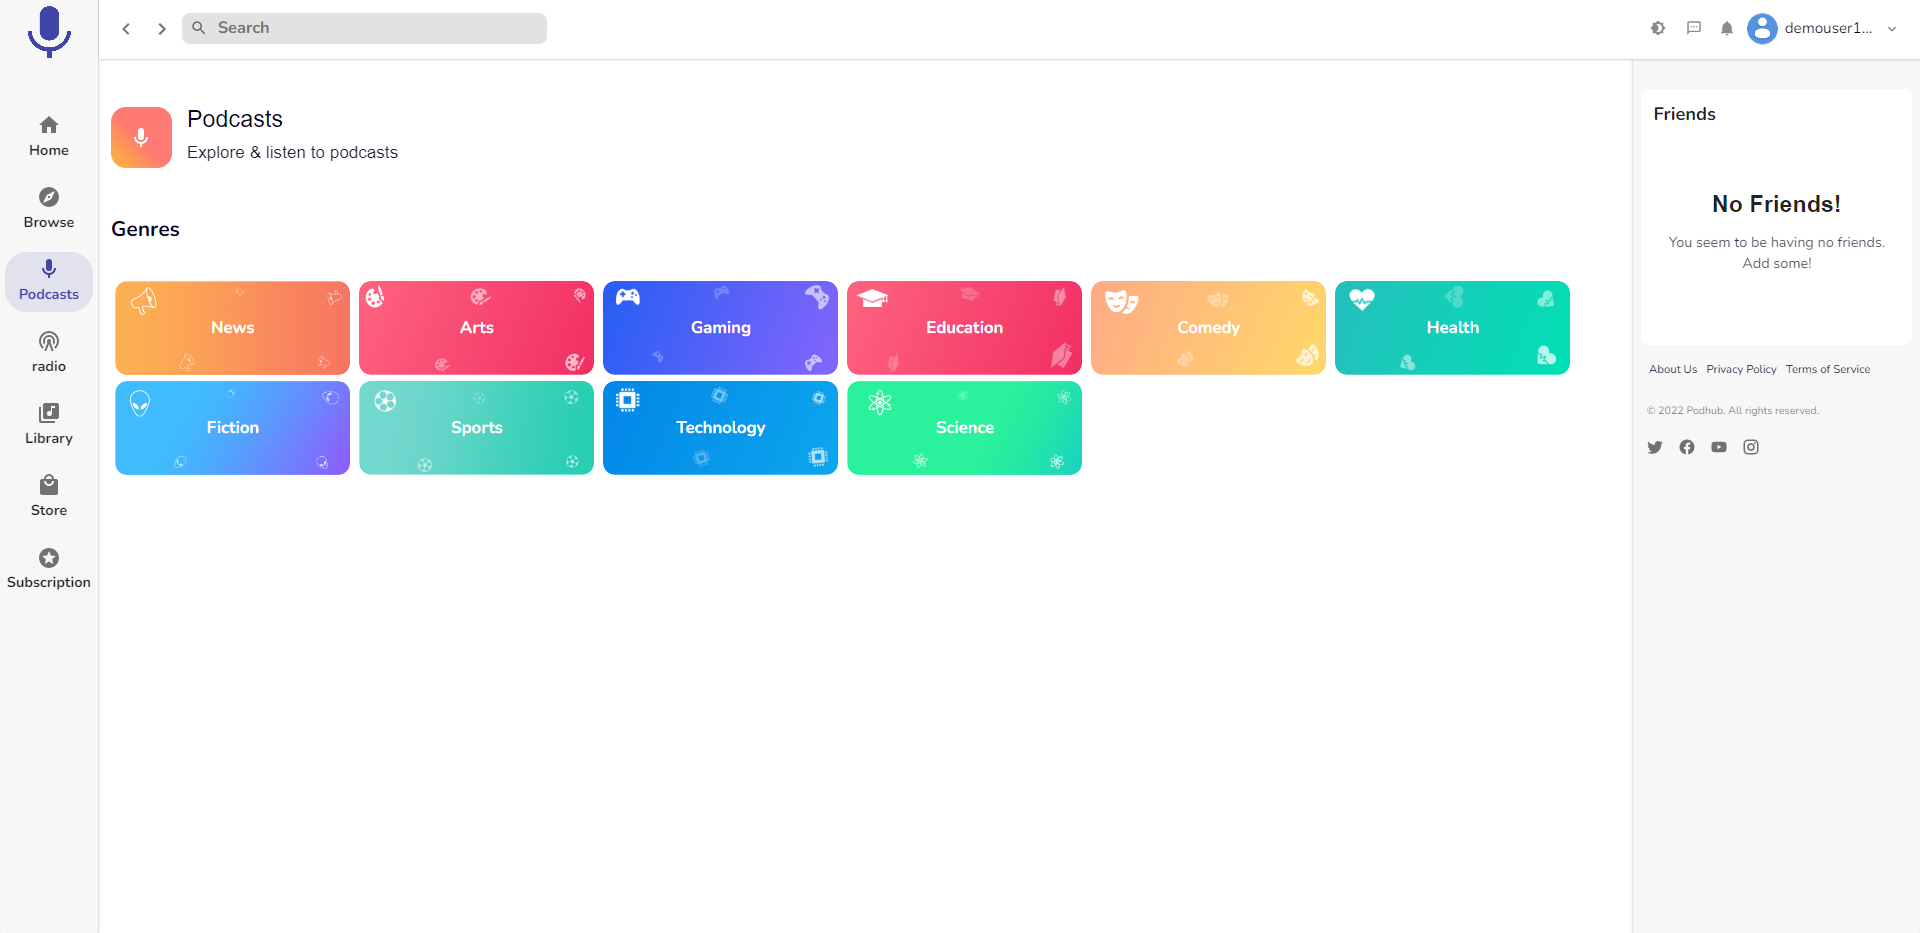 Search
demouser1...
Home
Browse
Podcasts
radio
Library
Store
Subscription
Podcasts
Explore & listen to podcasts
Genres
News
Arts
Gaming
Education
Comedy
Health
Fiction
Sports
Technology
Science
Friends
No Friends!
You seem to be having no friends.
Add some!
About Us Privacy Policy Terms of Service
© 2022 Podhub. All rights reserved.